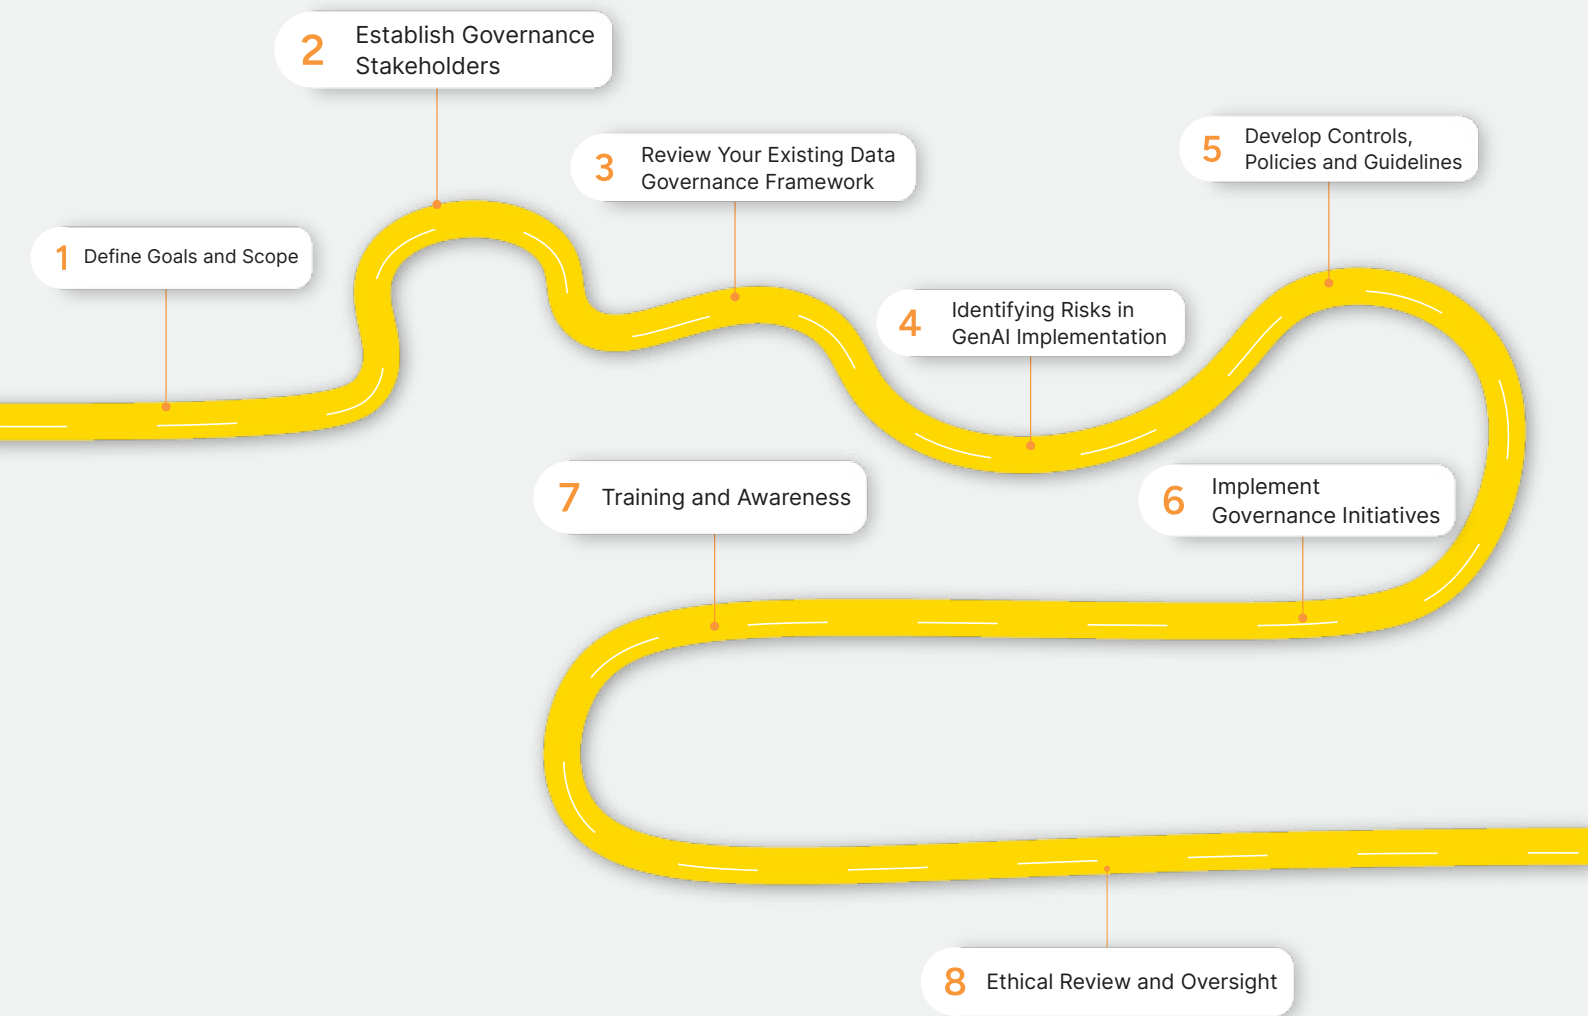 1 Define Goals and Scope
2 Establish Governance
Stakeholders
3 Review Your Existing Data
Governance Framework
4 Identifying Risks in
GenAI Implementation
5 Develop Controls,
Policies and Guidelines
6 Implement
Governance Initiatives
7 Training and Awareness
8 Ethical Review and Oversight